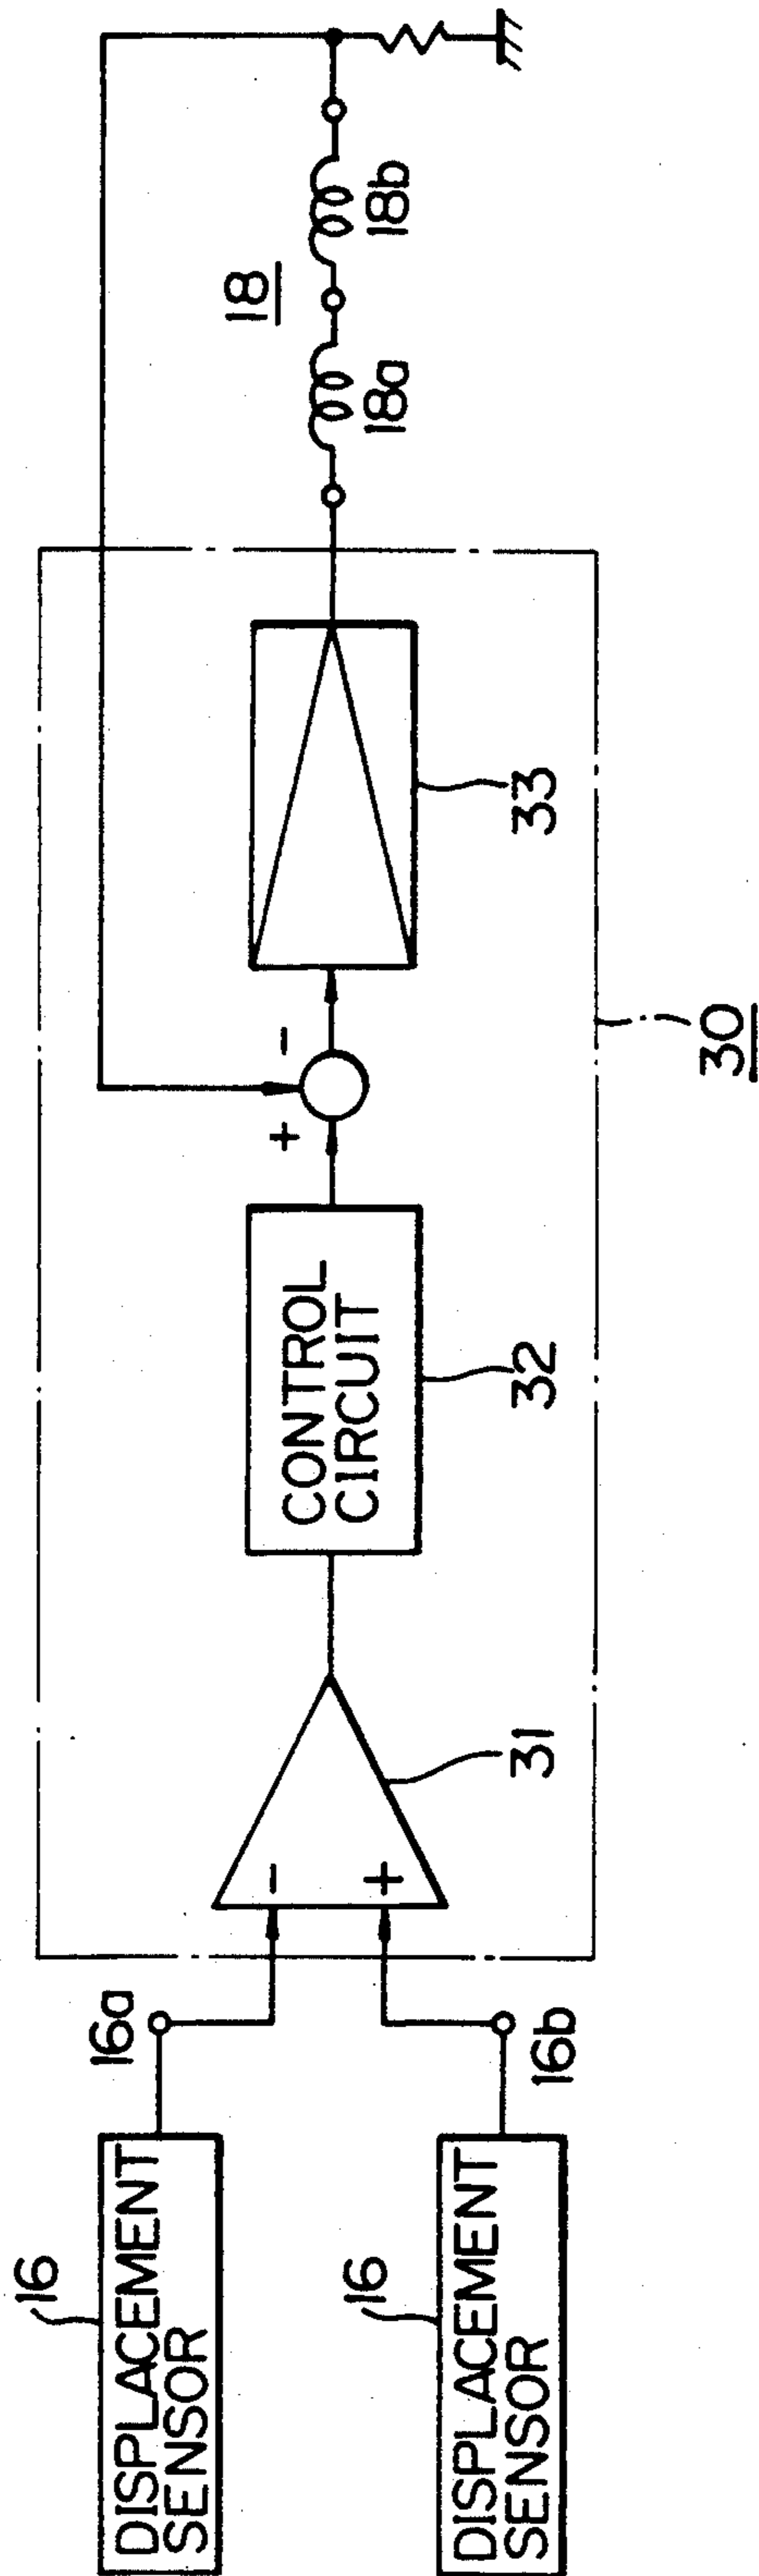 16
DISPLACEMENT
SENSOR
16a
16
DISPLACEMENT
SENSOR
16b
-
+
31
CONTROL
CIRCUIT
32
+
-
33
30
18
18a
18b